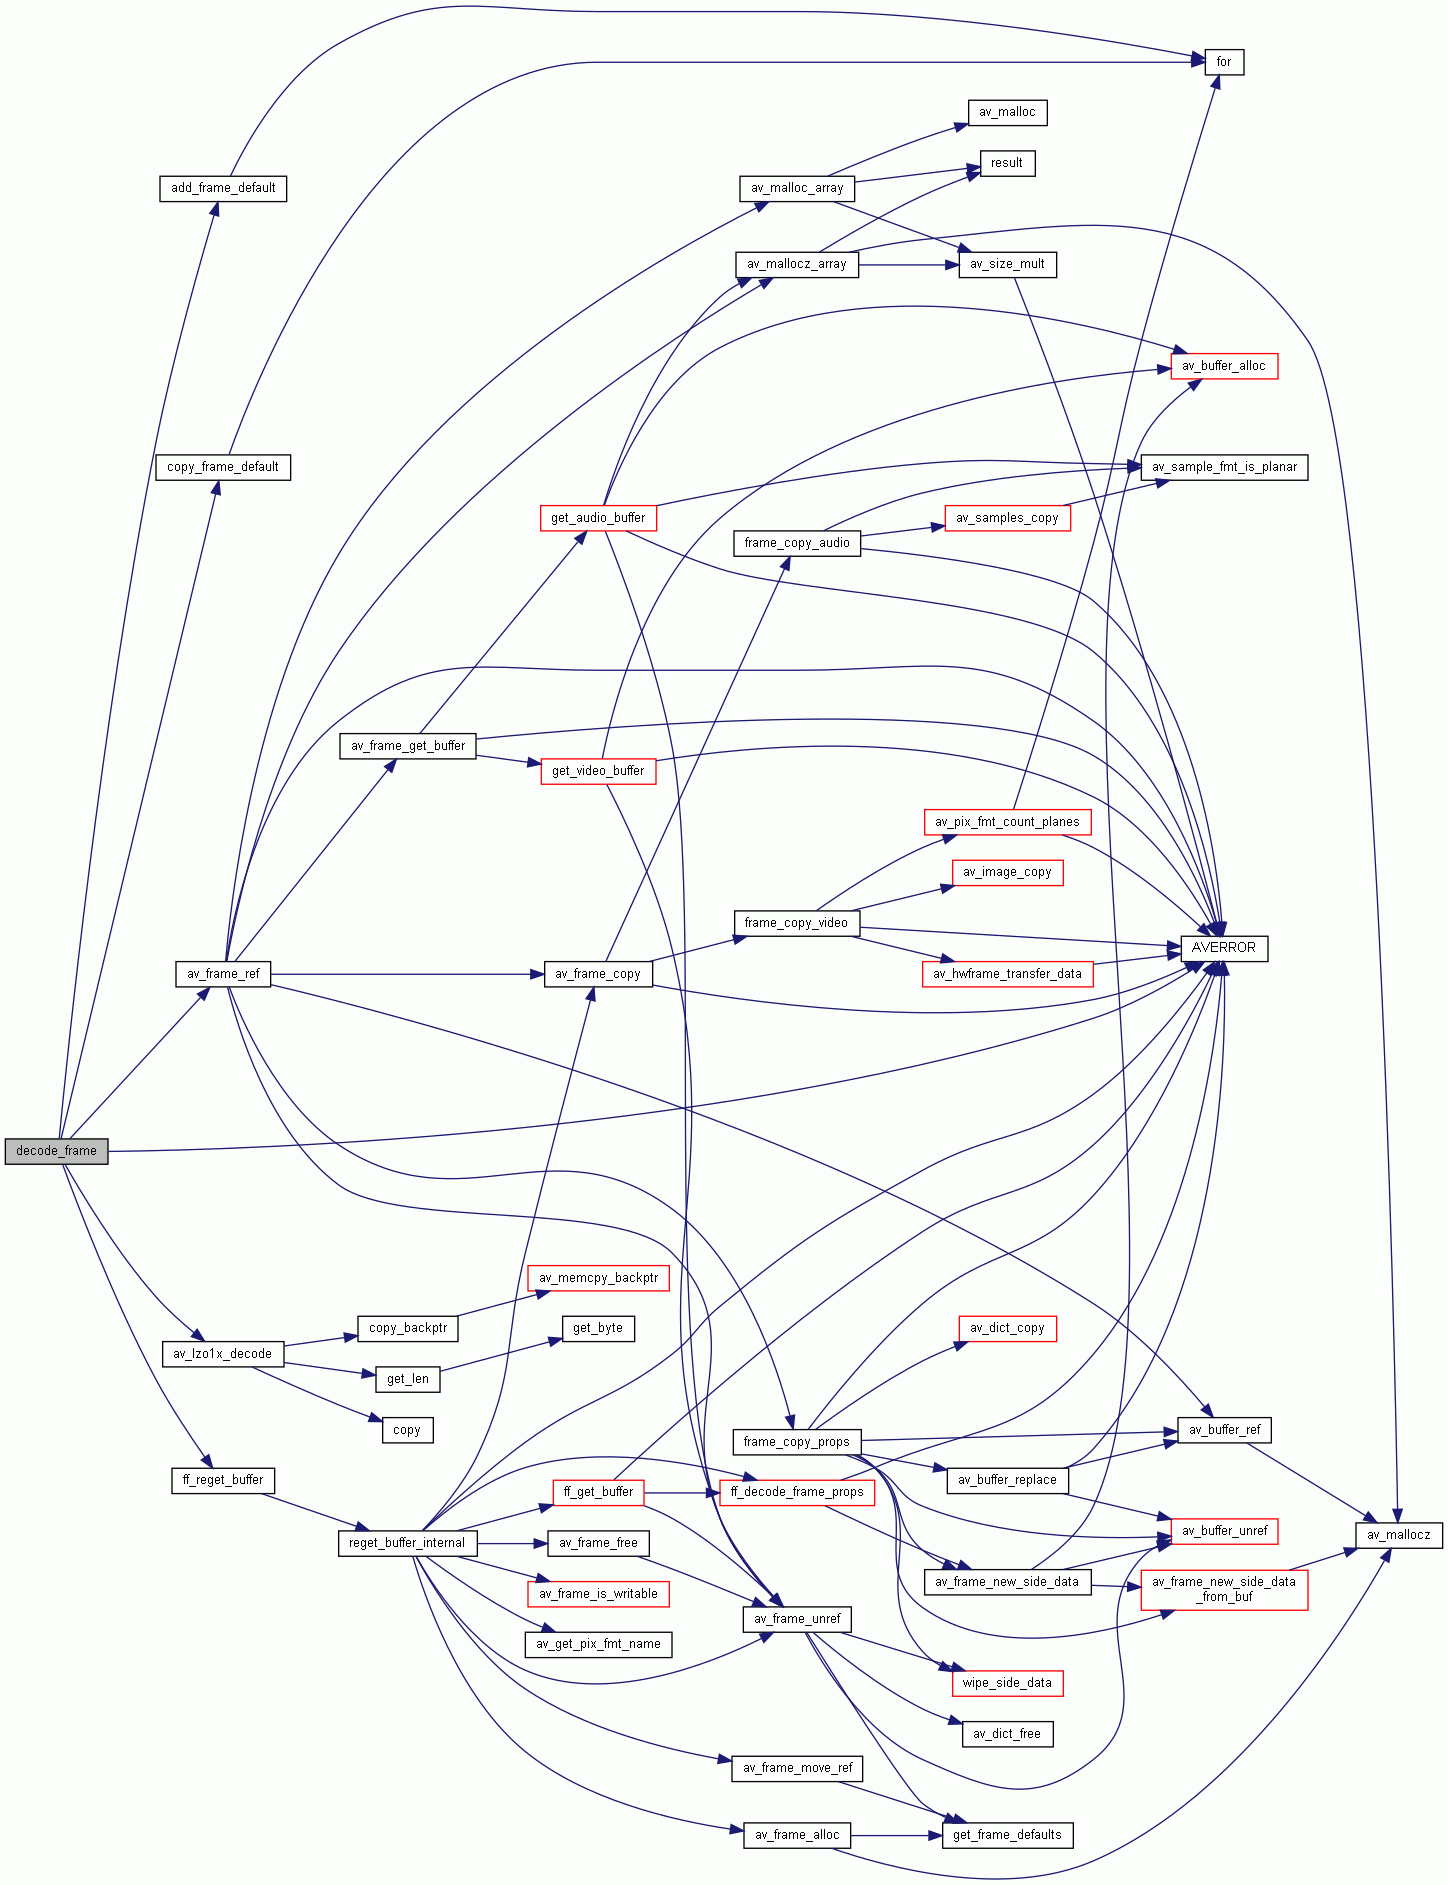 for
av_malloc
result
add_frame_default
av_malloc_array
av_mallocz_array
av_size_mult
av_buffer_alloc
copy_frame_default
av_sample_fmt_is_planar
get_audio_buffer
av_samples_copy
frame_copy_audio
av_frame_get_buffer
get_video_buffer
av_pix_fmt_count_planes
av_image_copy
frame_copy_video
AVERROR
av_frame_ref
av_frame_copy
av_hwframe_transfer_data
decode_frame
av_memcpy_backptr
copy_backptr
get_byte
av_dict_copy
av_lzo1x_decode
get_len
copy
frame_copy_props
av_buffer_ref
ff_reget_buffer
av_buffer_replace
ff_get_buffer
ff_decode_frame_props
av_buffer_unref
av_mallocz
reget_buffer_internal
av_frame_free
av_frame_new_side_data
av_frame_new_side_data
_from_buf
av_frame_is_writable
av_frame_unref
av_get_pix_fmt_name
wipe_side_data
av_dict_free
av_frame_move_ref
av_frame_alloc
get_frame_defaults